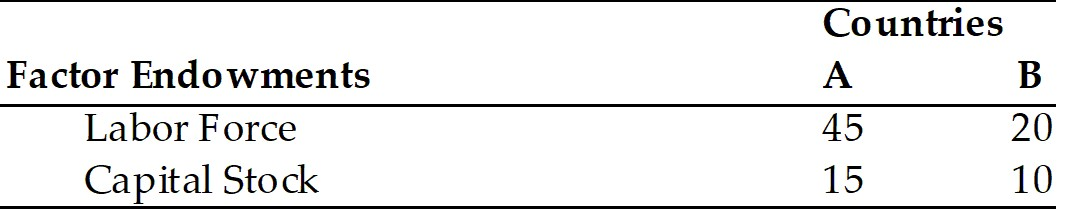 Countries
Factor Endowments A B
Labor Force 45 20
Capital Stock 15 10